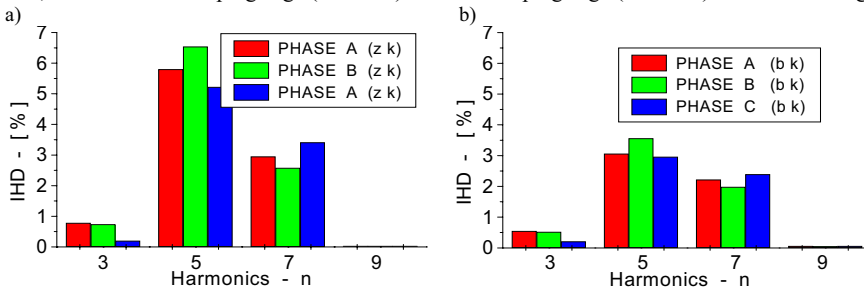 a)
b)
7
6
5
4
3
2
1
0
IHD - [ % ]
PHASE A (z k)
PHASE B (z k)
PHASE A (z k)
3 5 7 9
Harmonics - n
7
6
5
4
3
2
1
0
IHD - [ % ]
PHASE A (b k)
PHASE B (b k)
PHASE C (b k)
3 5 7 9
Harmonics - n